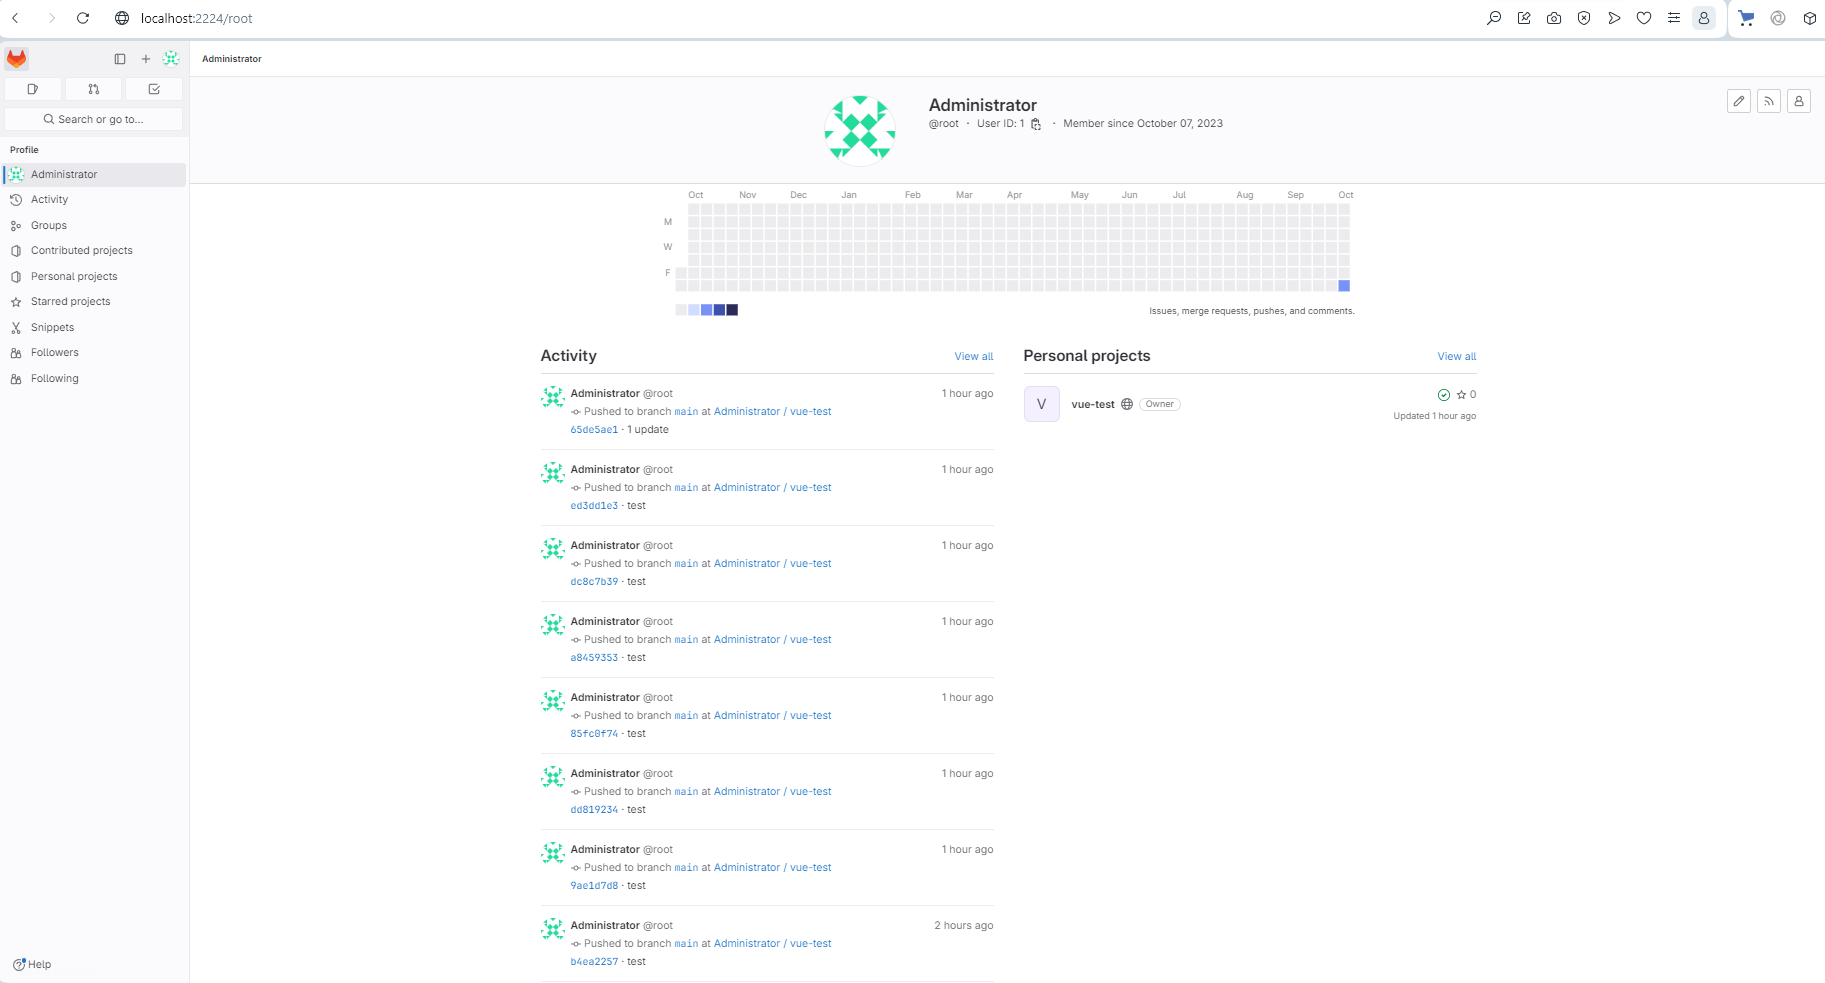 localhost:2224/root
Administrator
Search or go to...
Profile
Administrator
Activity
Groups
Contributed projects
Personal projects
Starred projects
Snippets
Followers
Following
Help
Administrator
@root · User ID: 1 · Member since October 07, 2023
Oct Nov Dec Jan Feb Mar Apr May Jun Jul Aug Sep Oct
M
W
F
Issues, merge requests, pushes, and comments.
Activity View all
Administrator @root 1 hour ago
Pushed to branch main at Administrator / vue-test
65de5ae1 · 1 update
Administrator @root 1 hour ago
Pushed to branch main at Administrator / vue-test
ed3dd1e3 · test
Administrator @root 1 hour ago
Pushed to branch main at Administrator / vue-test
dc8c7b39 · test
Administrator @root 1 hour ago
Pushed to branch main at Administrator / vue-test
a8459353 · test
Administrator @root 1 hour ago
Pushed to branch main at Administrator / vue-test
85fc0f74 · test
Administrator @root 1 hour ago
Pushed to branch main at Administrator / vue-test
dd819234 · test
Administrator @root 1 hour ago
Pushed to branch main at Administrator / vue-test
9ae1d7d8 · test
Administrator @root 2 hours ago
Pushed to branch main at Administrator / vue-test
b4ea2257 · test
Personal projects View all
V vue-test Owner 0
Updated 1 hour ago